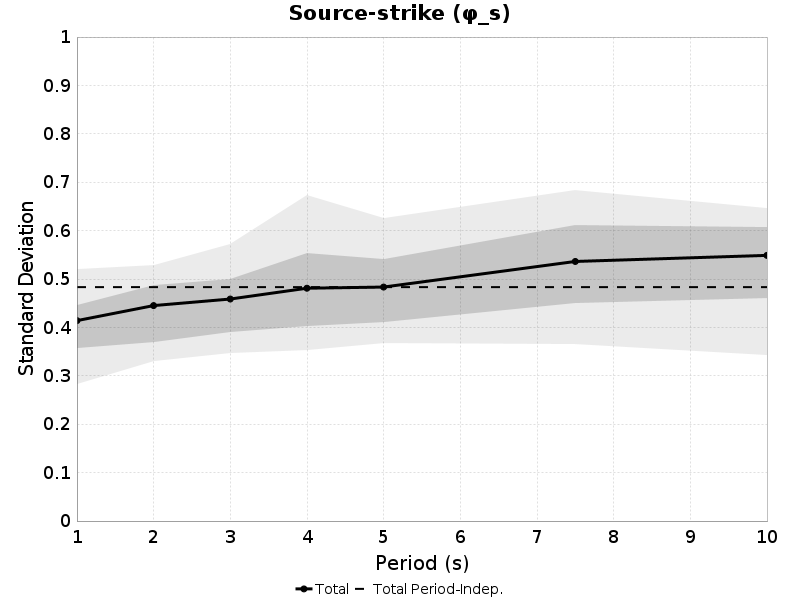 Source-strike (φ_s)
1
0.9
0.8
0.7
0.6
0.5
0.4
0.3
0.2
0.1
0
Standard Deviation
1 2 3 4 5 6 7 8 9 10
Period (s)
Total Total Period-Indep.